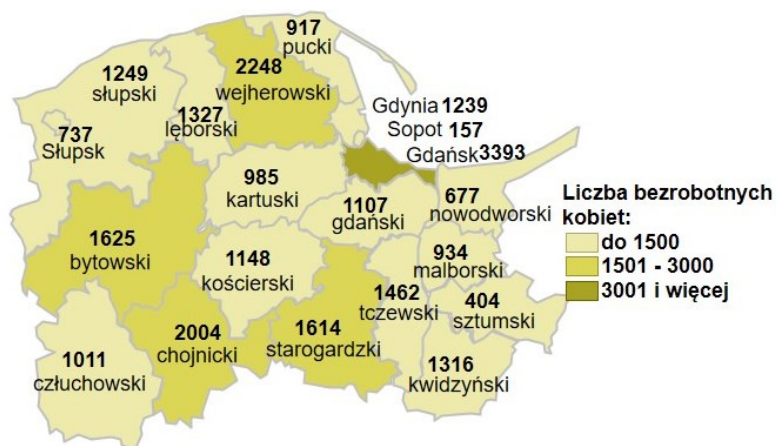 917
pucki
1249
słupski
2248
wejherowski
1327
lęborski
737
Słupsk
Gdynia 1239
Sopot 157
Gdańsk 3393
985
kartuski
1107
gdański
677
nowodworski
1625
bytowski
1148
kościerski
934
malborski
1462
tczewski
404
sztumski
2004
chojnicki
1614
starogardzki
1011
człuchowski
1316
kwidzyński
Liczba bezrobotnych
kobiet:
do 1500
1501 - 3000
3001 i więcej